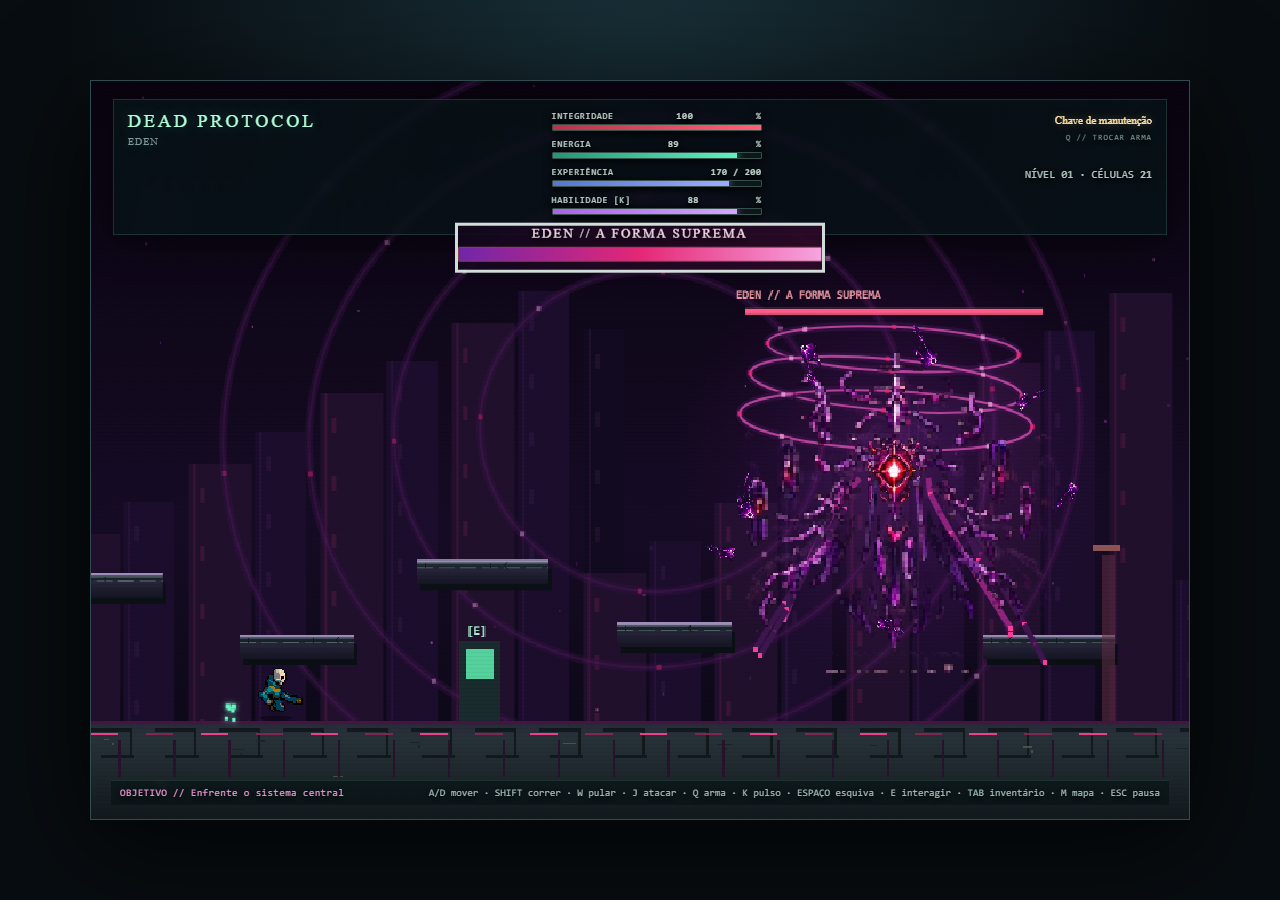 DEAD PROTOCOL
EDEN
INTEGRIDADE 100 %
ENERGIA 89 %
EXPERIÊNCIA 170 / 200
HABILIDADE [K] 88 %
Chave de manutenção
Q // TROCAR ARMA
NÍVEL 01 · CÉLULAS 21
EDEN // A FORMA SUPREMA
EDEN // A FORMA SUPREMA
[E]
OBJETIVO // Enfrente o sistema central
A/D mover · SHIFT correr · W pular · J atacar · Q arma · K pulso · ESPAÇO esquiva · E interagir · TAB inventário · M mapa · ESC pausa